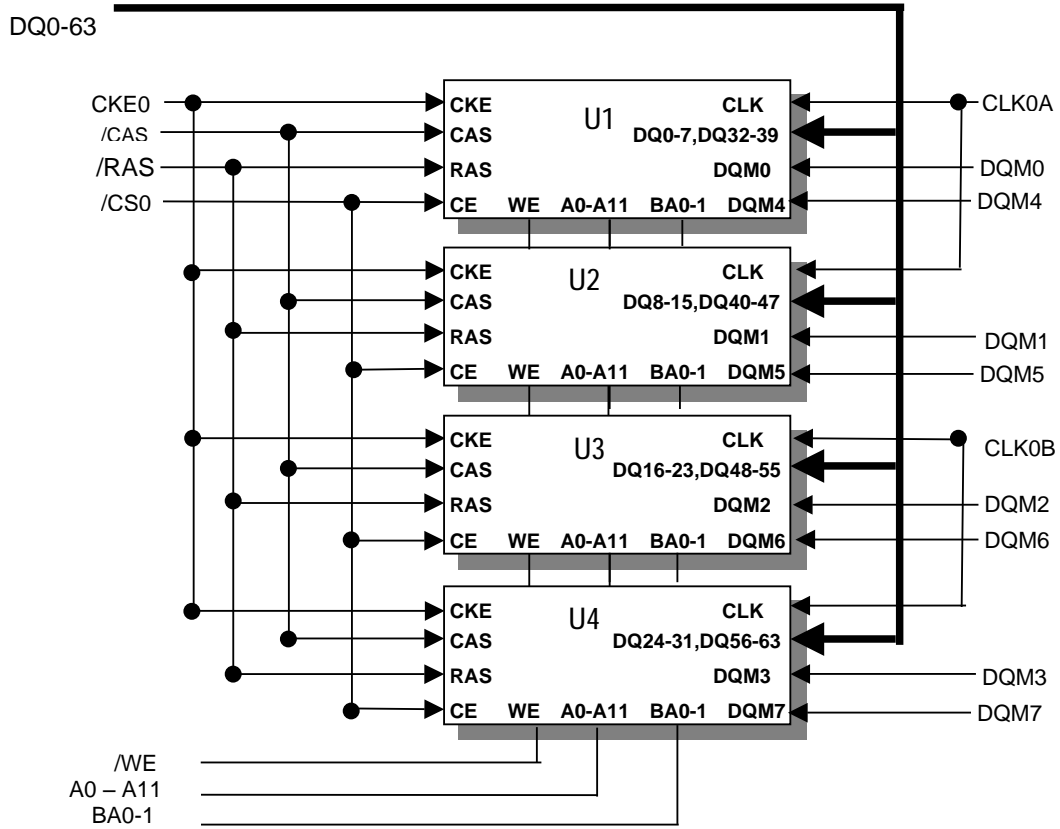 DQ0-63
CKE0
/CAS
/RAS
/CS0
CKE U1 CLK
CAS DQ0-7,DQ32-39
RAS DQM0
CE WE A0-A11 BA0-1 DQM4
CLK0A
DQM0
DQM4
CKE U2 CLK
CAS DQ8-15,DQ40-47
RAS DQM1
CE WE A0-A11 BA0-1 DQM5
DQM1
DQM5
CKE U3 CLK
CAS DQ16-23,DQ48-55
RAS DQM2
CE WE A0-A11 BA0-1 DQM6
CLK0B
DQM2
DQM6
CKE U4 CLK
CAS DQ24-31,DQ56-63
RAS DQM3
CE WE A0-A11 BA0-1 DQM7
DQM3
DQM7
/WE
A0 – A11
BA0-1